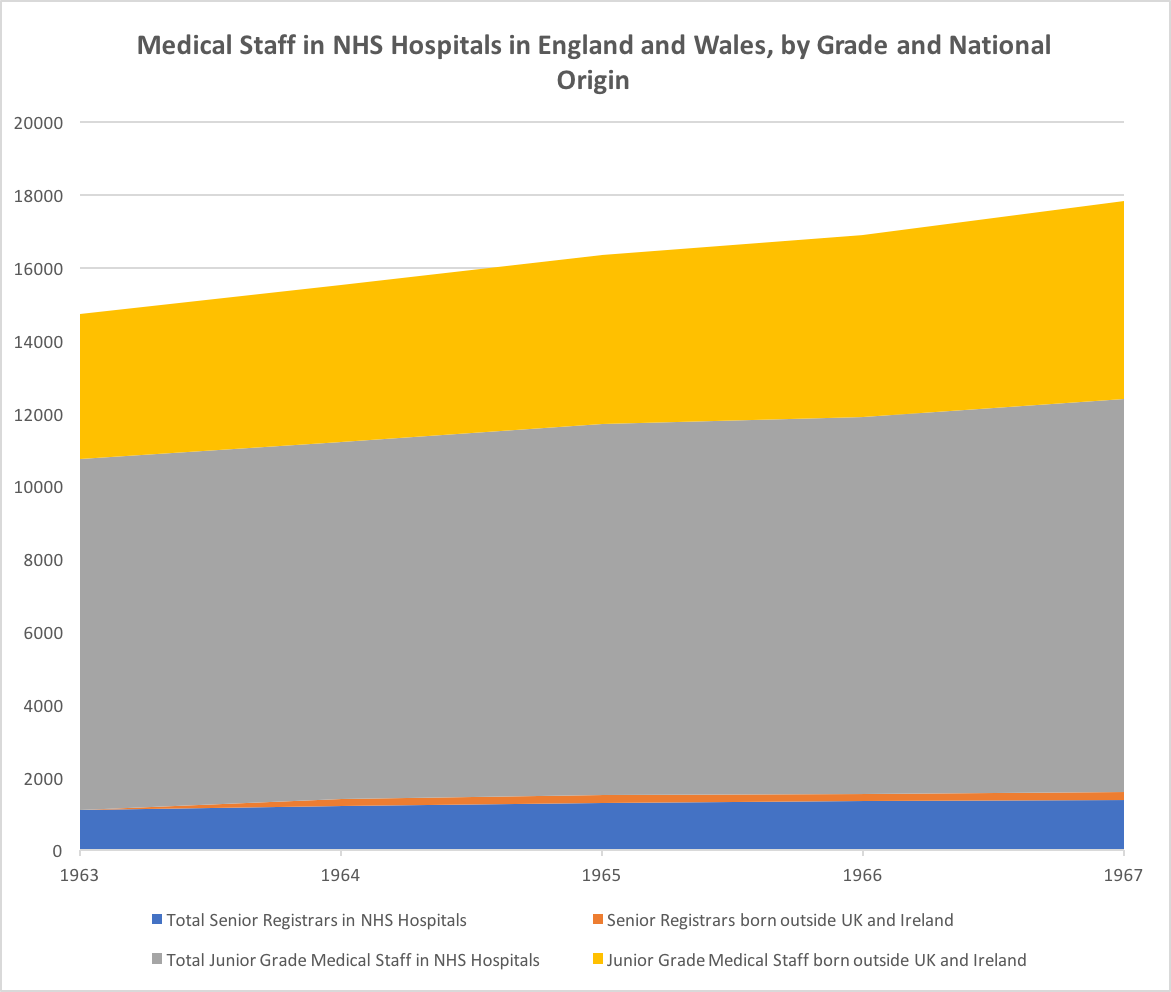 Medical Staff in NHS Hospitals in England and Wales, by Grade and National
Origin
20000
18000
16000
14000
12000
10000
8000
6000
4000
2000
0
1963 1964 1965 1966 1967
Total Senior Registrars in NHS Hospitals Senior Registrars born outside UK and Ireland
Total Junior Grade Medical Staff in NHS Hospitals Junior Grade Medical Staff born outside UK and Ireland